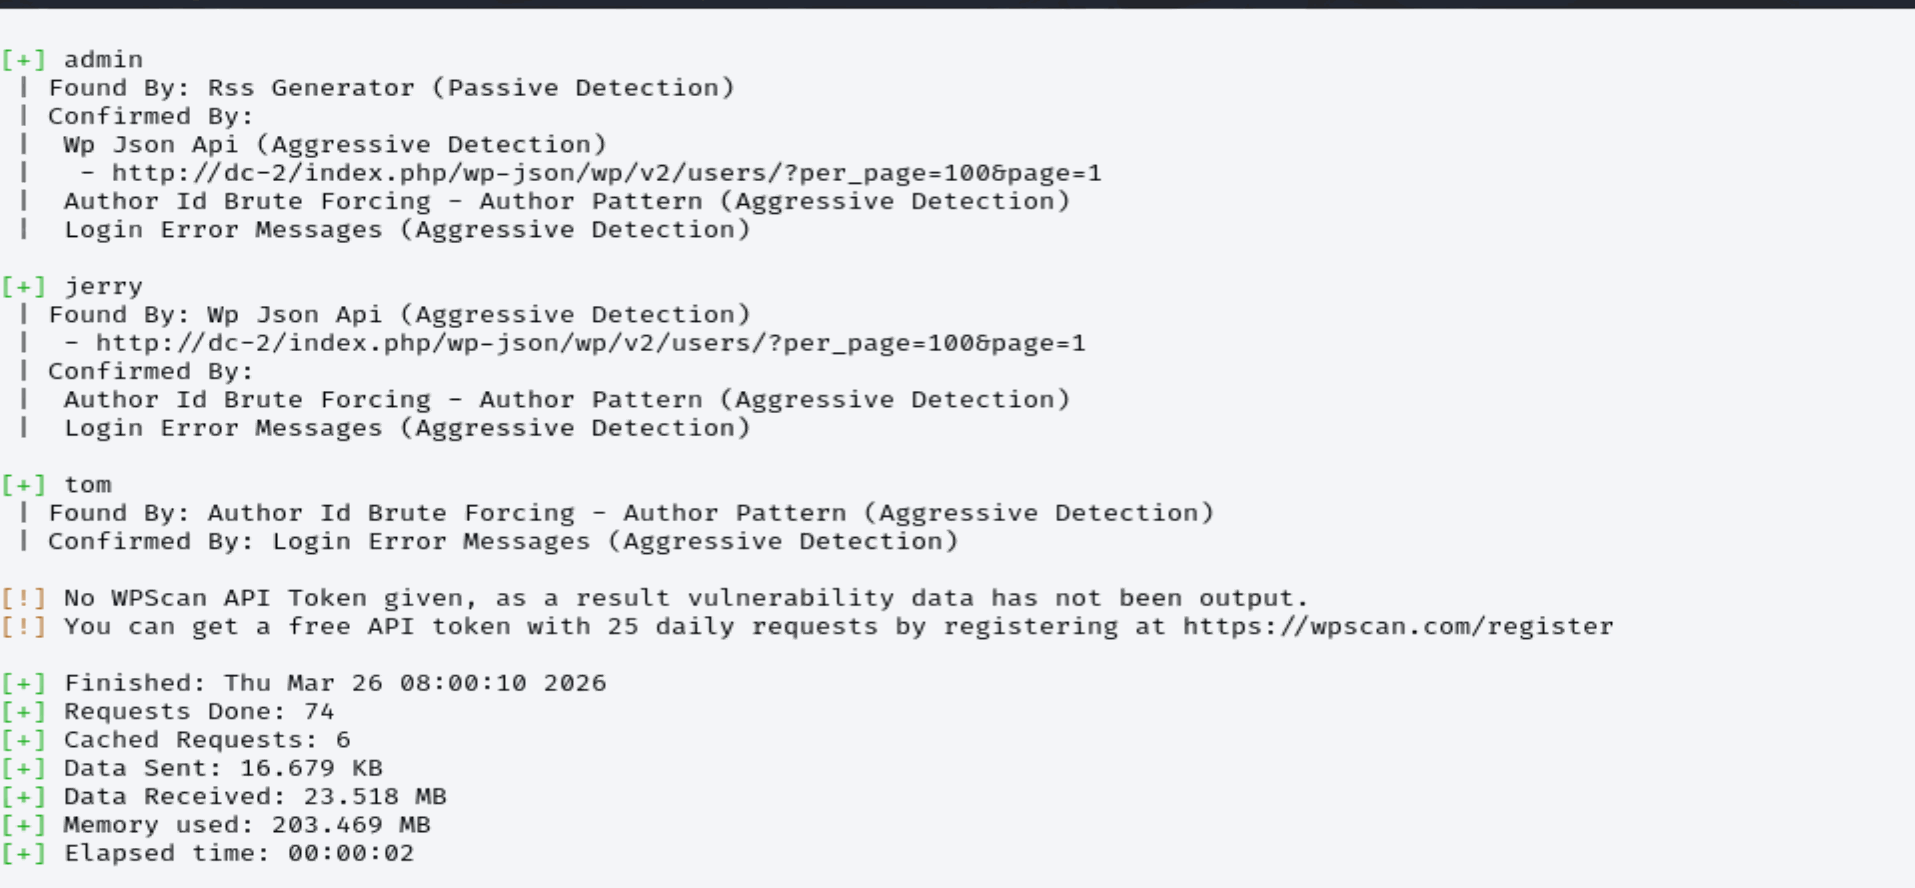 [+] admin
 | Found By: Rss Generator (Passive Detection)
 | Confirmed By:
 |  Wp Json Api (Aggressive Detection)
 |   - http://dc-2/index.php/wp-json/wp/v2/users/?per_page=100&page=1
 |  Author Id Brute Forcing - Author Pattern (Aggressive Detection)
 |  Login Error Messages (Aggressive Detection)
[+] jerry
 | Found By: Wp Json Api (Aggressive Detection)
 |  - http://dc-2/index.php/wp-json/wp/v2/users/?per_page=100&page=1
 | Confirmed By:
 |  Author Id Brute Forcing - Author Pattern (Aggressive Detection)
 |  Login Error Messages (Aggressive Detection)
[+] tom
 | Found By: Author Id Brute Forcing - Author Pattern (Aggressive Detection)
 | Confirmed By: Login Error Messages (Aggressive Detection)
[!] No WPScan API Token given, as a result vulnerability data has not been output.
[!] You can get a free API token with 25 daily requests by registering at https://wpscan.com/register
[+] Finished: Thu Mar 26 08:00:10 2026
[+] Requests Done: 74
[+] Cached Requests: 6
[+] Data Sent: 16.679 KB
[+] Data Received: 23.518 MB
[+] Memory used: 203.469 MB
[+] Elapsed time: 00:00:02